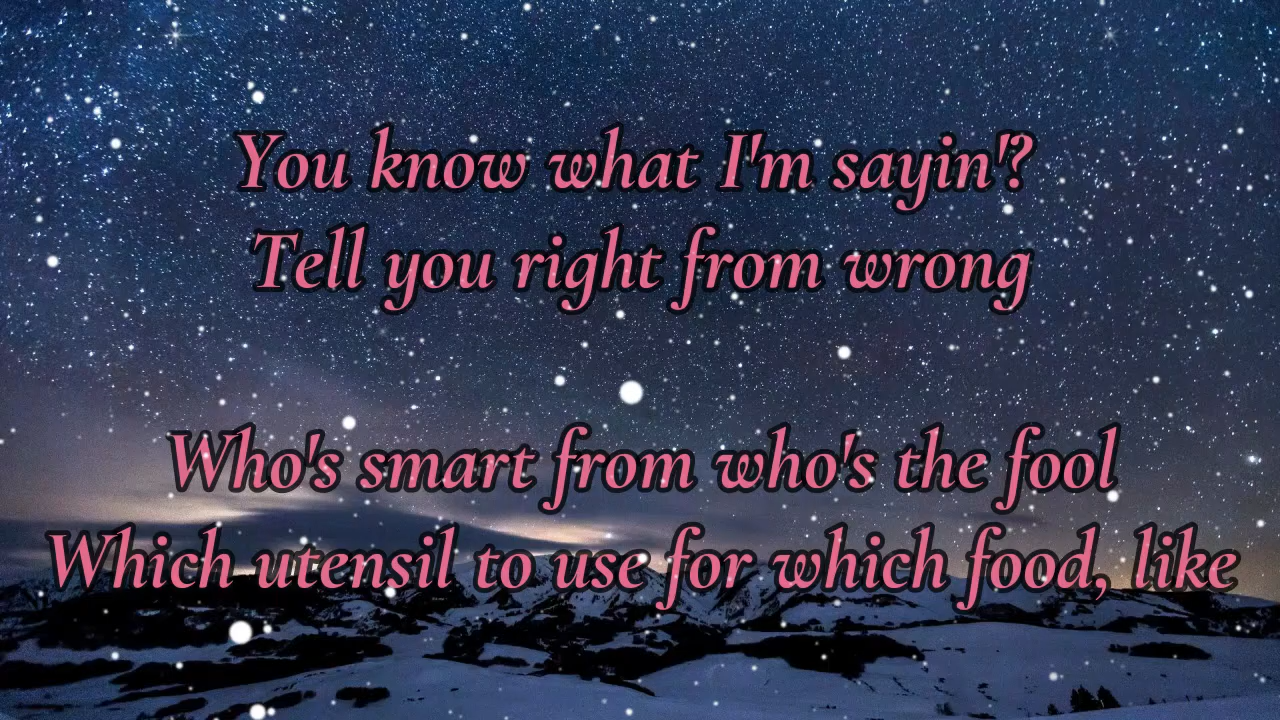 You know what I'm sayin'?
Tell you right from wrong
Who's smart from who's the fool
Which utensil to use for which food, like